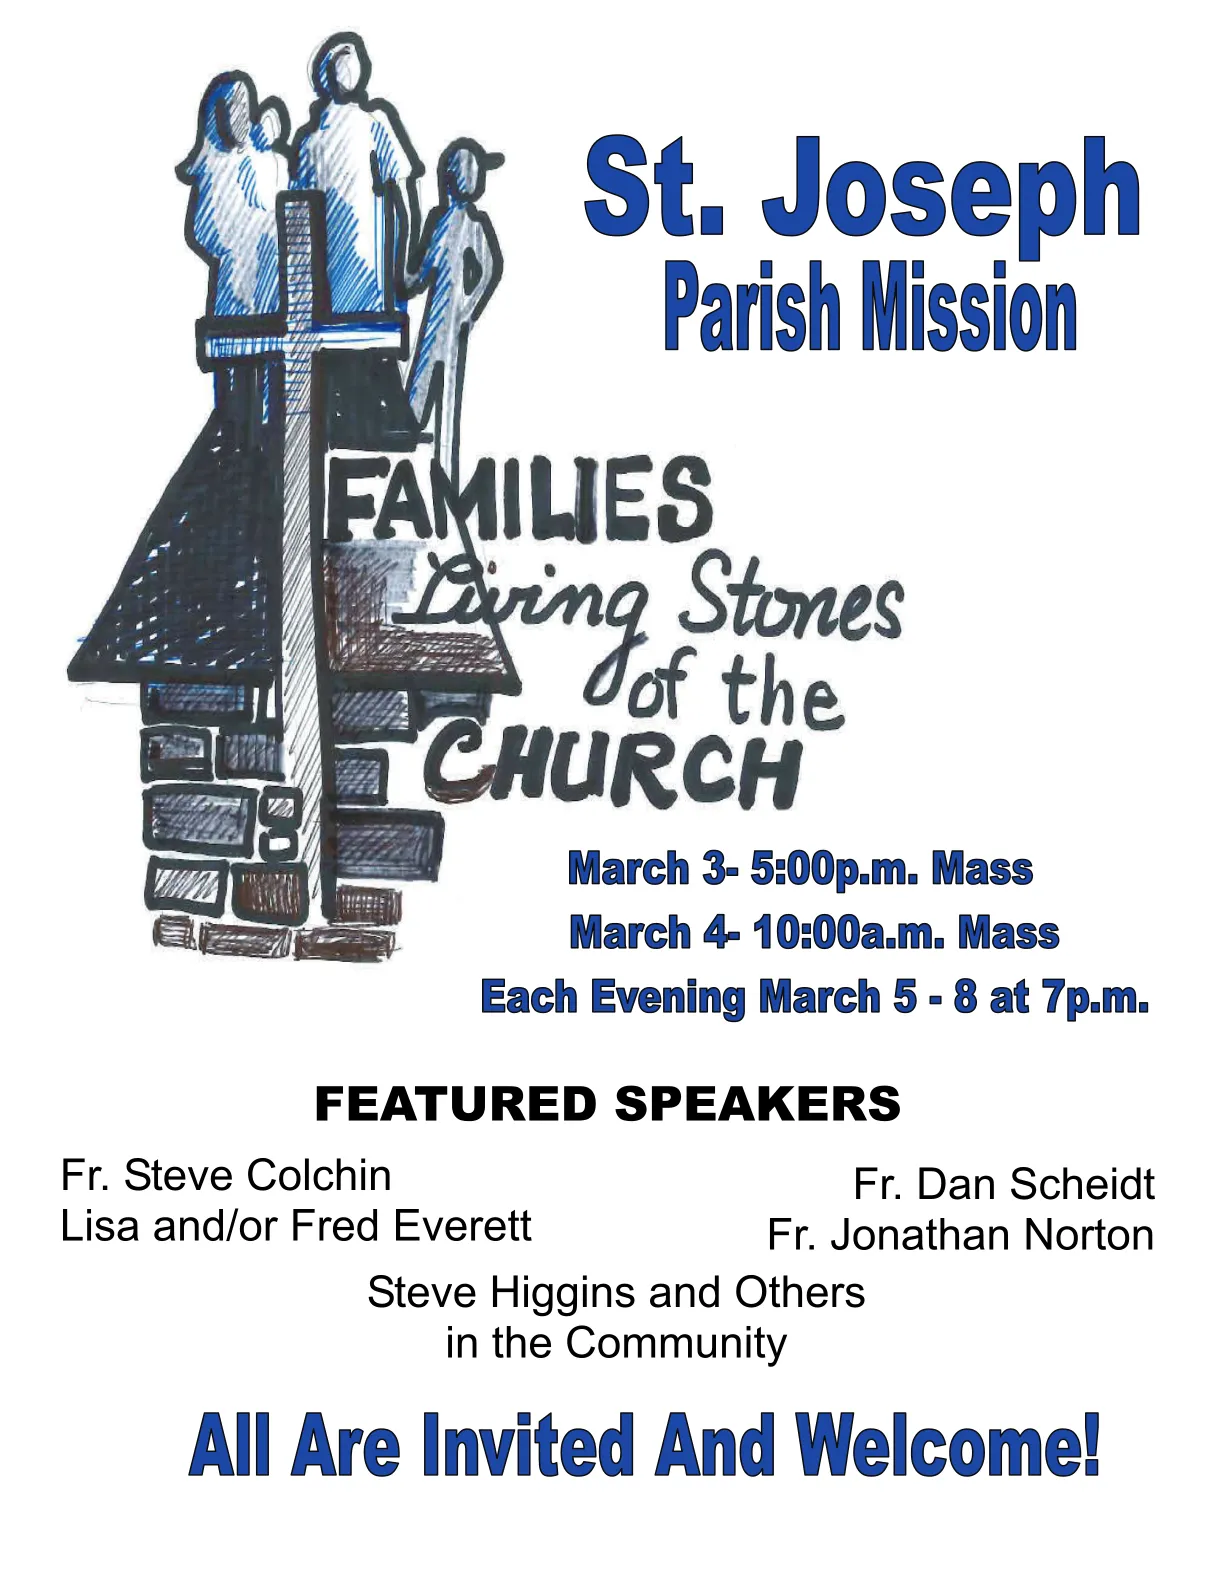 St. Joseph
Parish Mission
FAMILIES
Living Stones
of the
CHURCH
March 3- 5:00p.m. Mass
March 4- 10:00a.m. Mass
Each Evening March 5 - 8 at 7p.m.
FEATURED SPEAKERS
Fr. Steve Colchin
Lisa and/or Fred Everett
Fr. Dan Scheidt
Fr. Jonathan Norton
Steve Higgins and Others
in the Community
All Are Invited And Welcome!